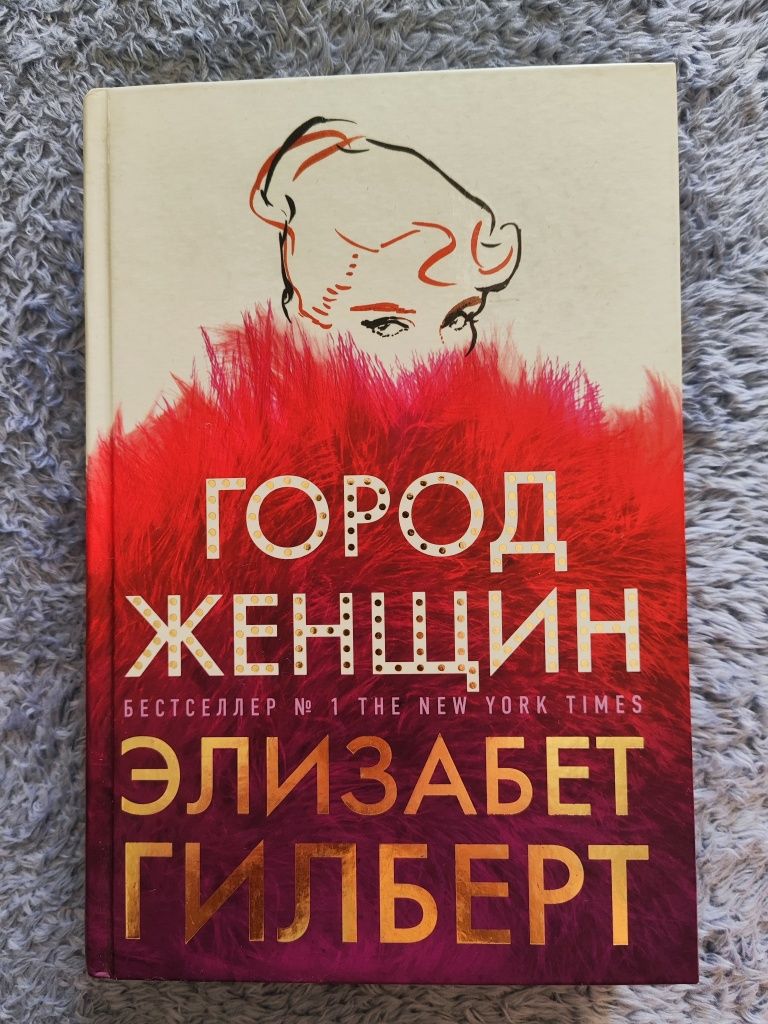 ГОРОД
ЖЕНЩИН
БЕСТСЕЛЛЕР № 1 THE NEW YORK TIMES
ЭЛИЗАБЕТ
ГИЛБЕРТ